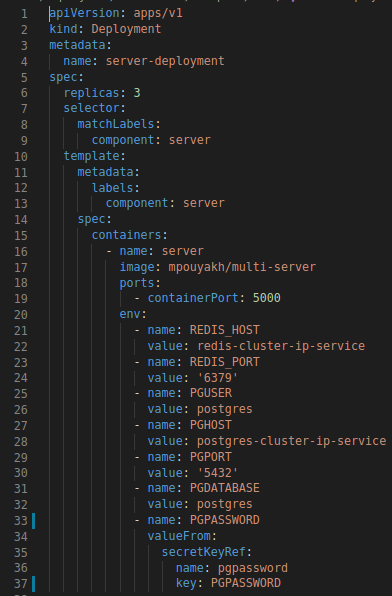 1 apiVersion: apps/v1
2 kind: Deployment
3 metadata:
4   name: server-deployment
5 spec:
6   replicas: 3
7   selector:
8     matchLabels:
9       component: server
10   template:
11     metadata:
12       labels:
13         component: server
14     spec:
15       containers:
16         - name: server
17           image: mpouyakh/multi-server
18           ports:
19             - containerPort: 5000
20           env:
21             - name: REDIS_HOST
22               value: redis-cluster-ip-service
23             - name: REDIS_PORT
24               value: '6379'
25             - name: PGUSER
26               value: postgres
27             - name: PGHOST
28               value: postgres-cluster-ip-service
29             - name: PGPORT
30               value: '5432'
31             - name: PGDATABASE
32               value: postgres
33             - name: PGPASSWORD
34               valueFrom:
35                 secretKeyRef:
36                   name: pgpassword
37                   key: PGPASSWORD